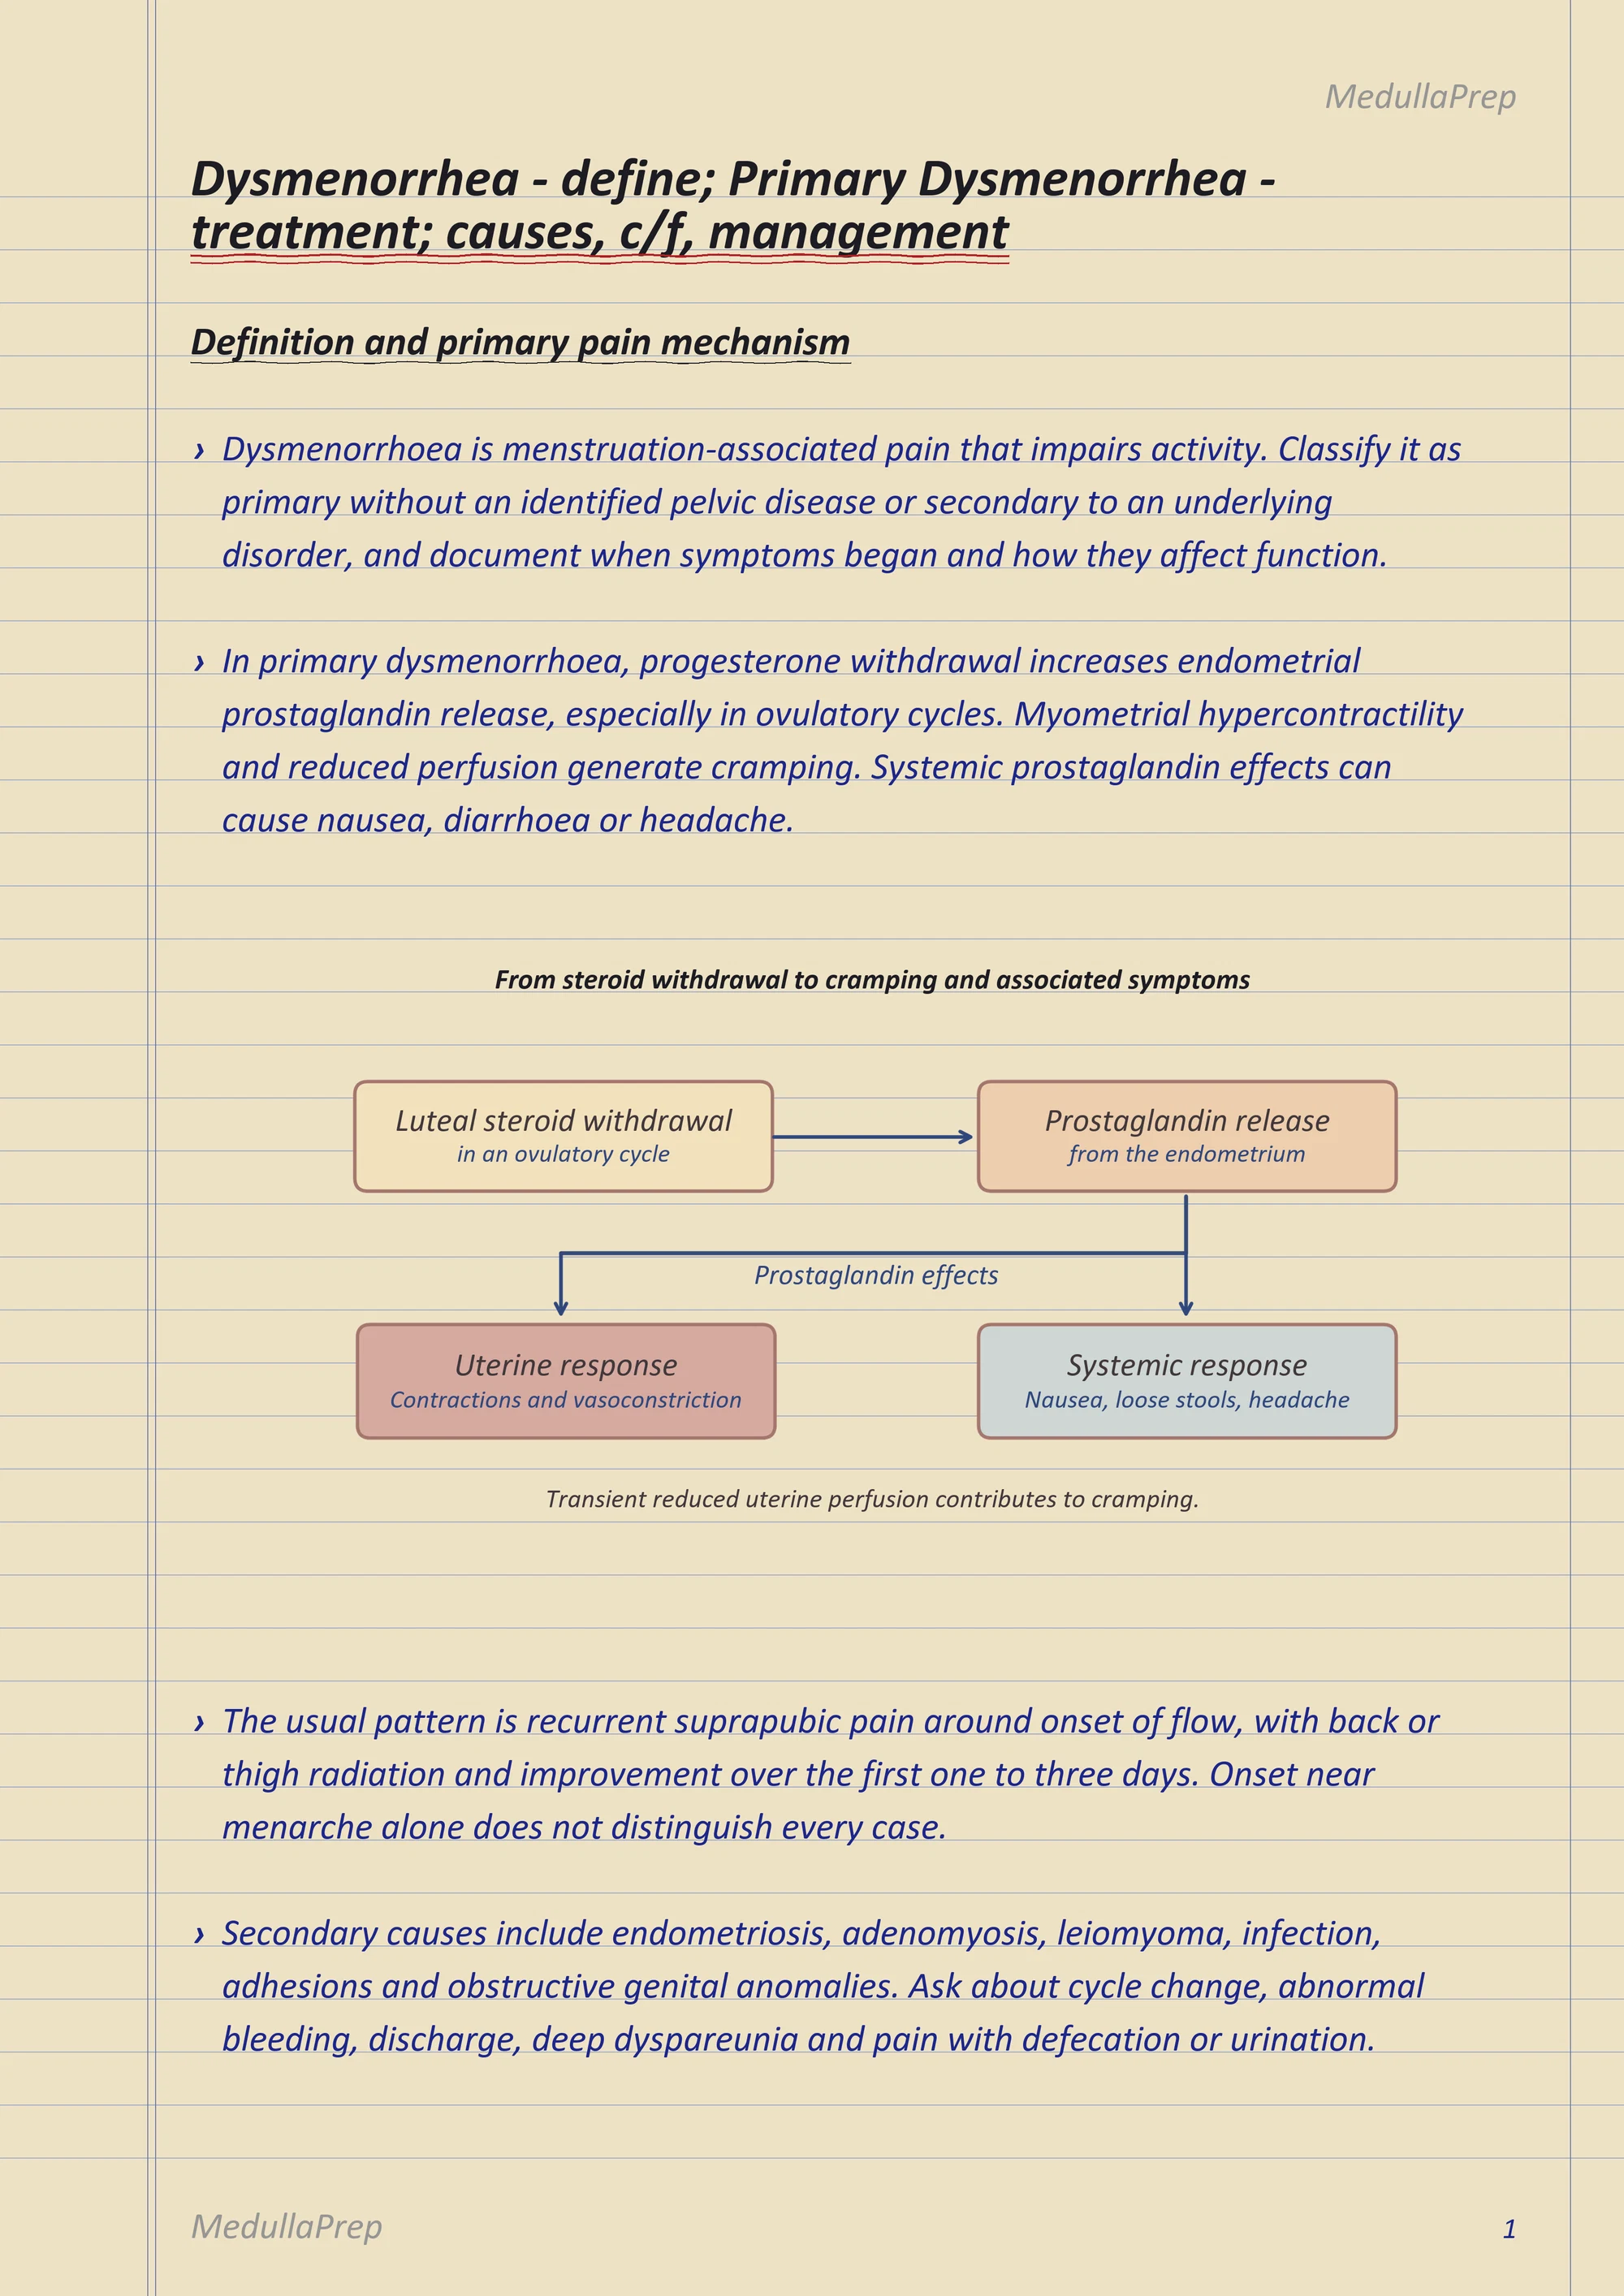 MedullaPrep
Dysmenorrhea - define; Primary Dysmenorrhea -
treatment; causes, c/f, management
Definition and primary pain mechanism
› Dysmenorrhoea is menstruation-associated pain that impairs activity. Classify it as
primary without an identified pelvic disease or secondary to an underlying
disorder, and document when symptoms began and how they affect function.
› In primary dysmenorrhoea, progesterone withdrawal increases endometrial
prostaglandin release, especially in ovulatory cycles. Myometrial hypercontractility
and reduced perfusion generate cramping. Systemic prostaglandin effects can
cause nausea, diarrhoea or headache.
From steroid withdrawal to cramping and associated symptoms
Luteal steroid withdrawal
in an ovulatory cycle
Prostaglandin release
from the endometrium
Prostaglandin effects
Uterine response
Contractions and vasoconstriction
Systemic response
Nausea, loose stools, headache
Transient reduced uterine perfusion contributes to cramping.
› The usual pattern is recurrent suprapubic pain around onset of flow, with back or
thigh radiation and improvement over the first one to three days. Onset near
menarche alone does not distinguish every case.
› Secondary causes include endometriosis, adenomyosis, leiomyoma, infection,
adhesions and obstructive genital anomalies. Ask about cycle change, abnormal
bleeding, discharge, deep dyspareunia and pain with defecation or urination.
MedullaPrep
1